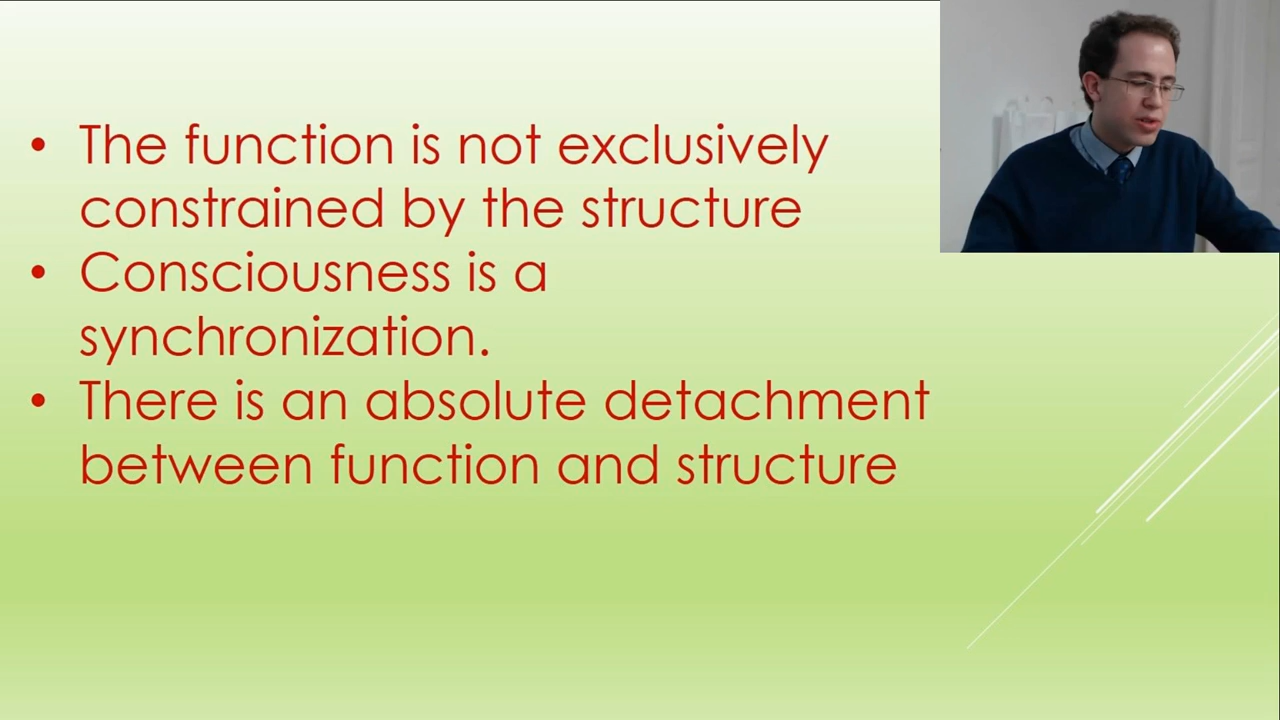 • The function is not exclusively
constrained by the structure
• Consciousness is a
synchronization.
• There is an absolute detachment
between function and structure